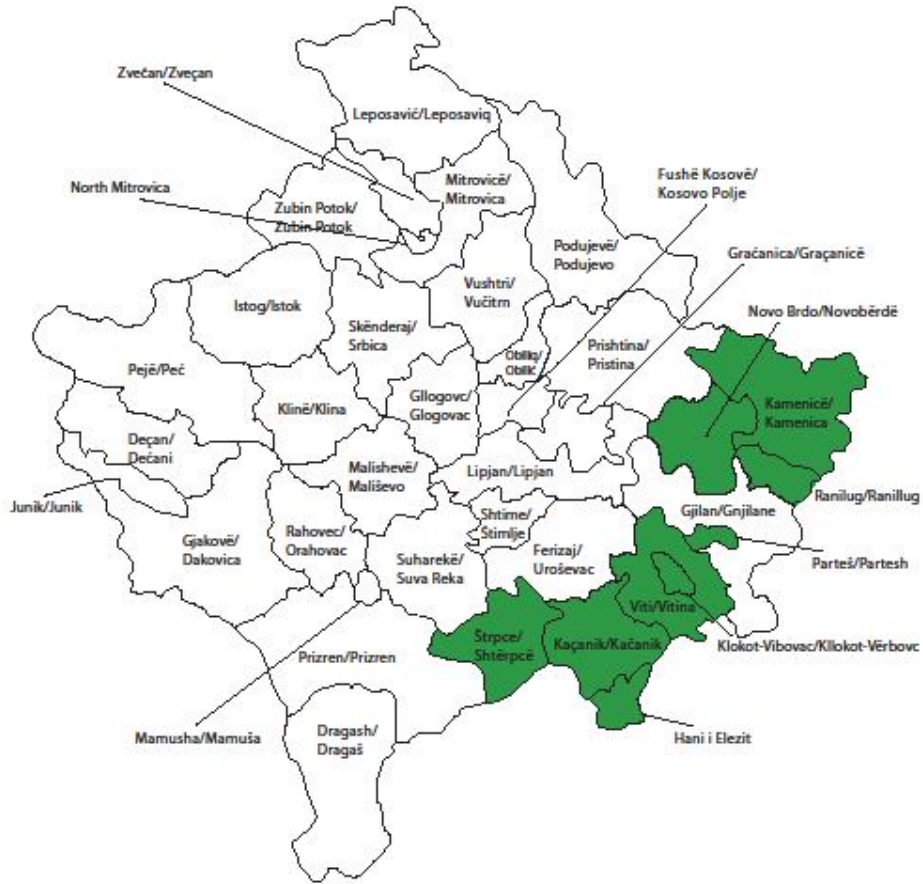 Zvečan/Zveçan
Leposavić/Leposaviq
North Mitrovica
Mitrovicë/
Mitrovica
Fushë Kosovë/
Kosovo Polje
Zubin Potok/
Zubin Potok
Podujevë/
Podujevo
Graćanica/Graçanicë
Istog/Istok
Vushtri/
Vučitrn
Novo Brdo/Novobërdë
Skënderaj/
Srbica
Obiliq/
Obilić
Prishtina/
Pristina
Pejë/Peć
Klinë/Klina
Gllogovc/
Glogovac
Kamenicë/
Kamenica
Deçan/
Dećani
Malishevë/
Mališevo
Lipjan/Lipjan
Ranilug/Ranillug
Junik/Junik
Gjakovë/
Dakovica
Rahovec/
Orahovac
Shtime/
Štimlje
Gjilan/Gnjilane
Suharekë/
Suva Reka
Ferizaj/
Uroševac
Parteš/Partesh
Viti/Vitina
Štrpce/
Shtërpcë
Kaçanik/Kačanik
Klokot-Vibovac/Kllokot-Vërbovc
Prizren/Prizren
Mamusha/Mamuša
Dragash/
Dragaš
Hani i Elezit